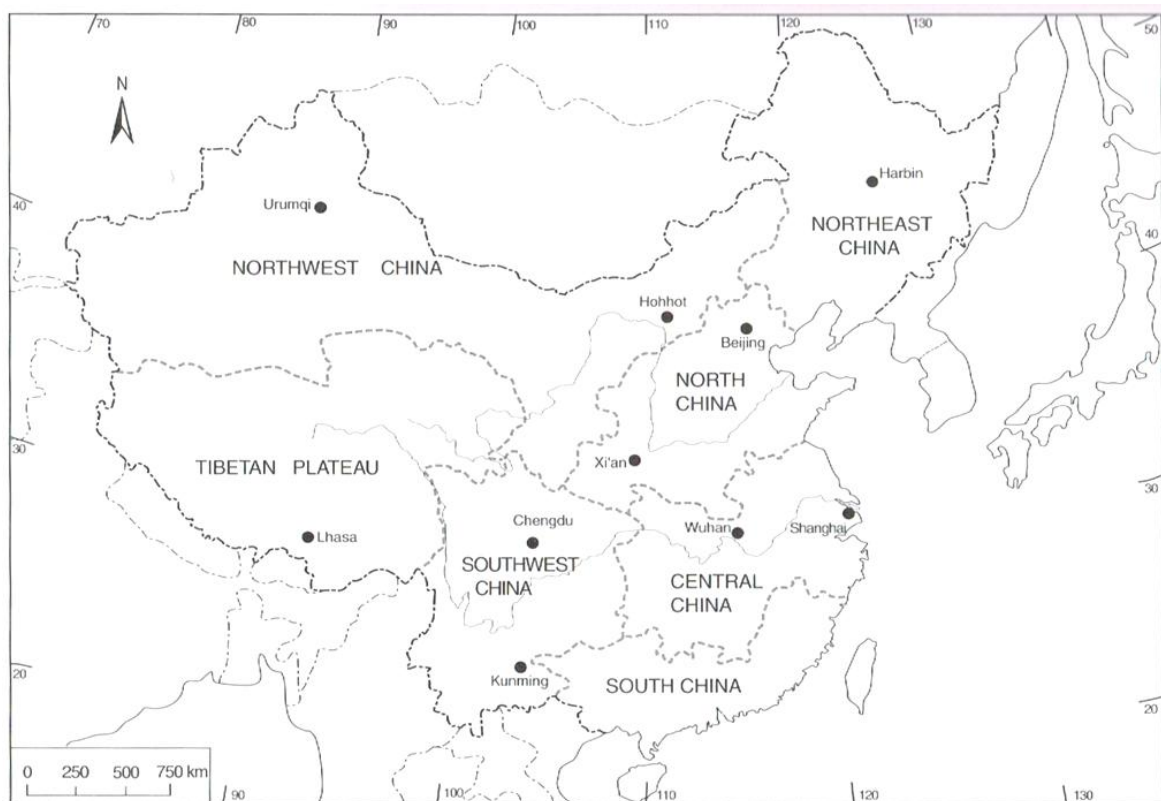 70 80 90 100 110 120 130 50
N
40
Urumqi
Harbin
NORTHEAST
CHINA
40
NORTHWEST CHINA
Hohhot
Beijing
NORTH
CHINA
30
TIBETAN PLATEAU
Xi'an
30
Chengdu
Wuhan
Shanghai
Lhasa
SOUTHWEST
CHINA
CENTRAL
CHINA
20
Kunming
SOUTH CHINA
20
0 250 500 750 km
90 100 110 120 130